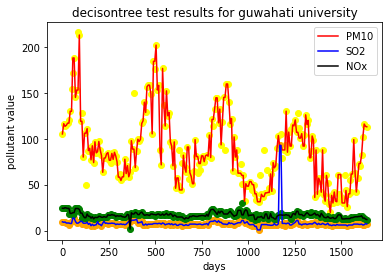 decisontree test results for guwahati university
PM10
SO2
NOx
pollutant value
200
150
100
50
0
0 250 500 750 1000 1250 1500
days